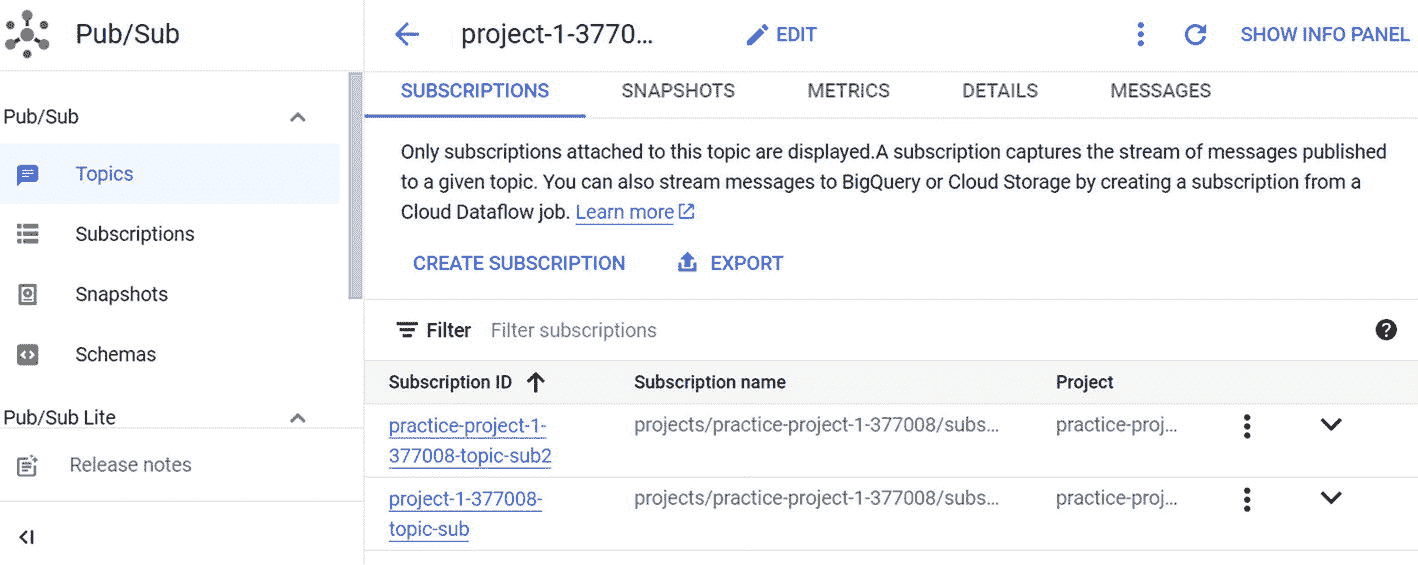 Pub/Sub
project-1-3770...
EDIT
SHOW INFO PANEL
Pub/Sub
Topics
Subscriptions
Snapshots
Schemas
Pub/Sub Lite
Release notes
SUBSCRIPTIONS SNAPSHOTS METRICS DETAILS MESSAGES
Only subscriptions attached to this topic are displayed.A subscription captures the stream of messages published
to a given topic. You can also stream messages to BigQuery or Cloud Storage by creating a subscription from a
Cloud Dataflow job. Learn more
CREATE SUBSCRIPTION EXPORT
Filter Filter subscriptions
Subscription ID Subscription name Project
practice-project-1- projects/practice-project-1-377008/subs... practice-proj...
377008-topic-sub2
project-1-377008- projects/practice-project-1-377008/subs... practice-proj...
topic-sub